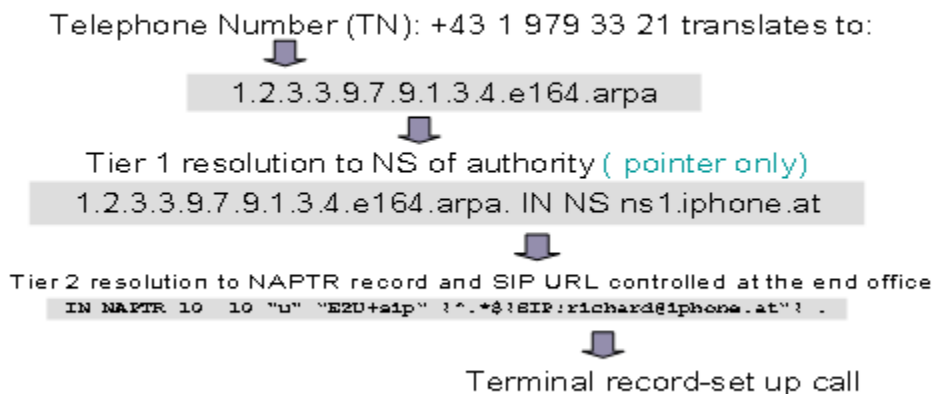 Telephone Number (TN): +43 1 979 33 21 translates to:
1.2.3.3.9.7.9.1.3.4.e164.arpa
Tier 1 resolution to NS of authority ( pointer only)
1.2.3.3.9.7.9.1.3.4.e164.arpa. IN NS ns1.iphone.at
Tier 2 resolution to NAPTR record and SIP URL controlled at the end office
IN NAPTR 10 10 "u" "E2U+sip" !^.*$!SIP:richard@iphone.at"! .
Terminal record-set up call